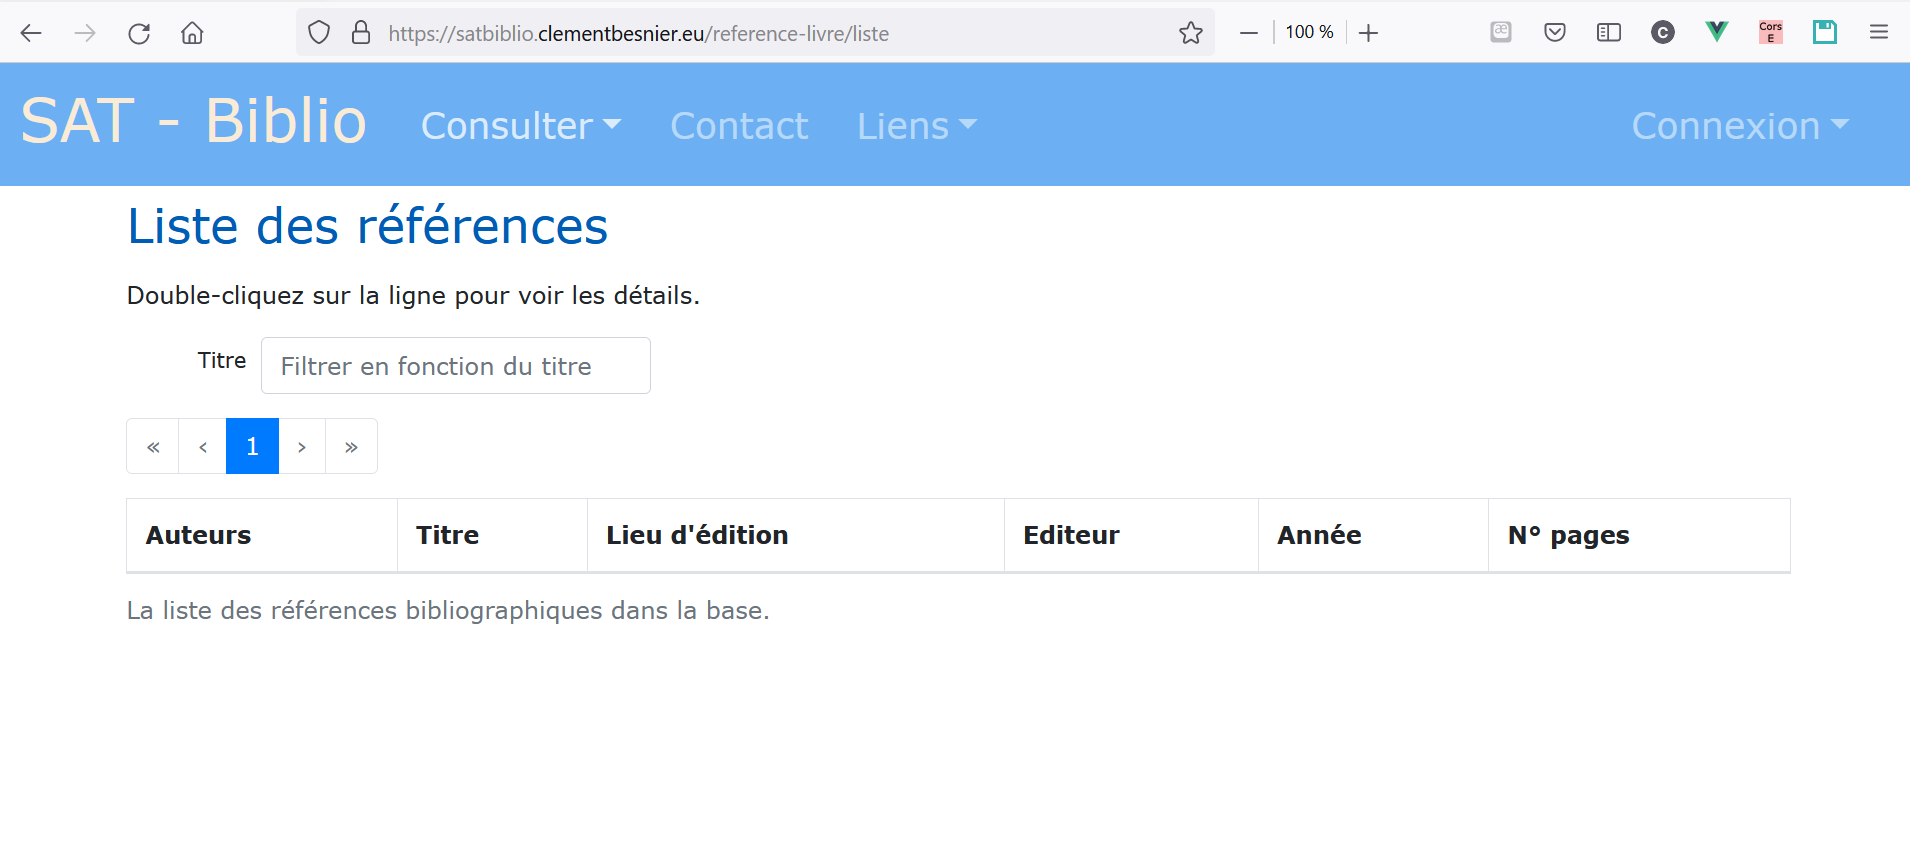 https://satbiblio.clementbesnier.eu/reference-livre/liste 100 % æ C Cors E
SAT - Biblio Consulter Contact Liens Connexion
Liste des références
Double-cliquez sur la ligne pour voir les détails.
Titre Filtrer en fonction du titre
« ‹ 1 › »
Auteurs Titre Lieu d'édition Editeur Année N° pages
La liste des références bibliographiques dans la base.